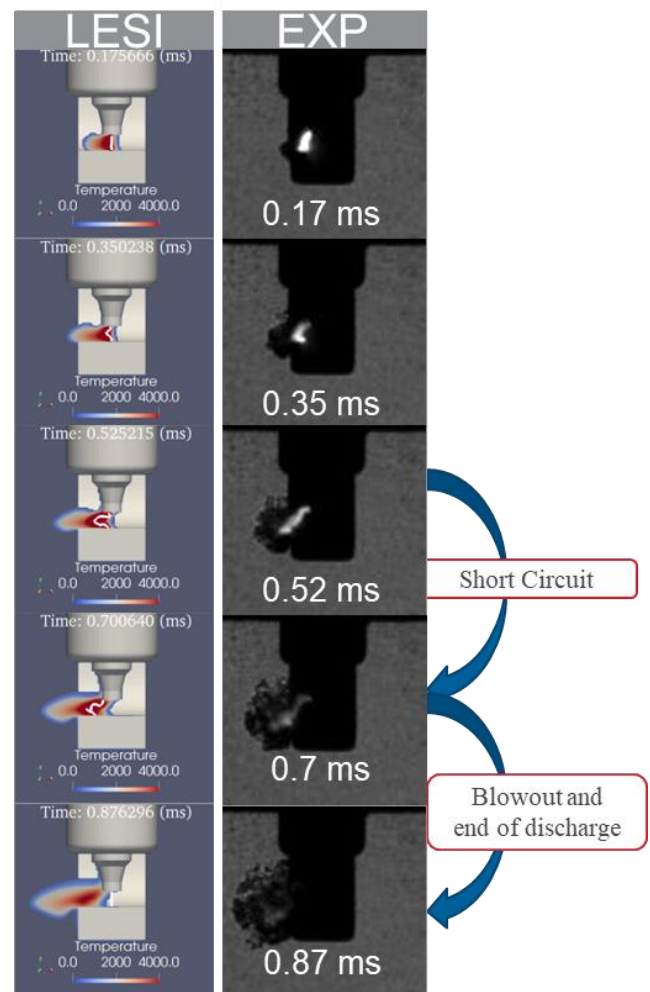 LESI
EXP
Time: 0.175666 (ms)
Temperature
0.0 2000 4000.0
0.17 ms
Time: 0.350238 (ms)
Temperature
0.0 2000 4000.0
0.35 ms
Time: 0.525215 (ms)
Temperature
0.0 2000 4000.0
0.52 ms
Short Circuit
Time: 0.700640 (ms)
Temperature
0.0 2000 4000.0
0.7 ms
Blowout and
end of discharge
Time: 0.876296 (ms)
Temperature
0.0 2000 4000.0
0.87 ms